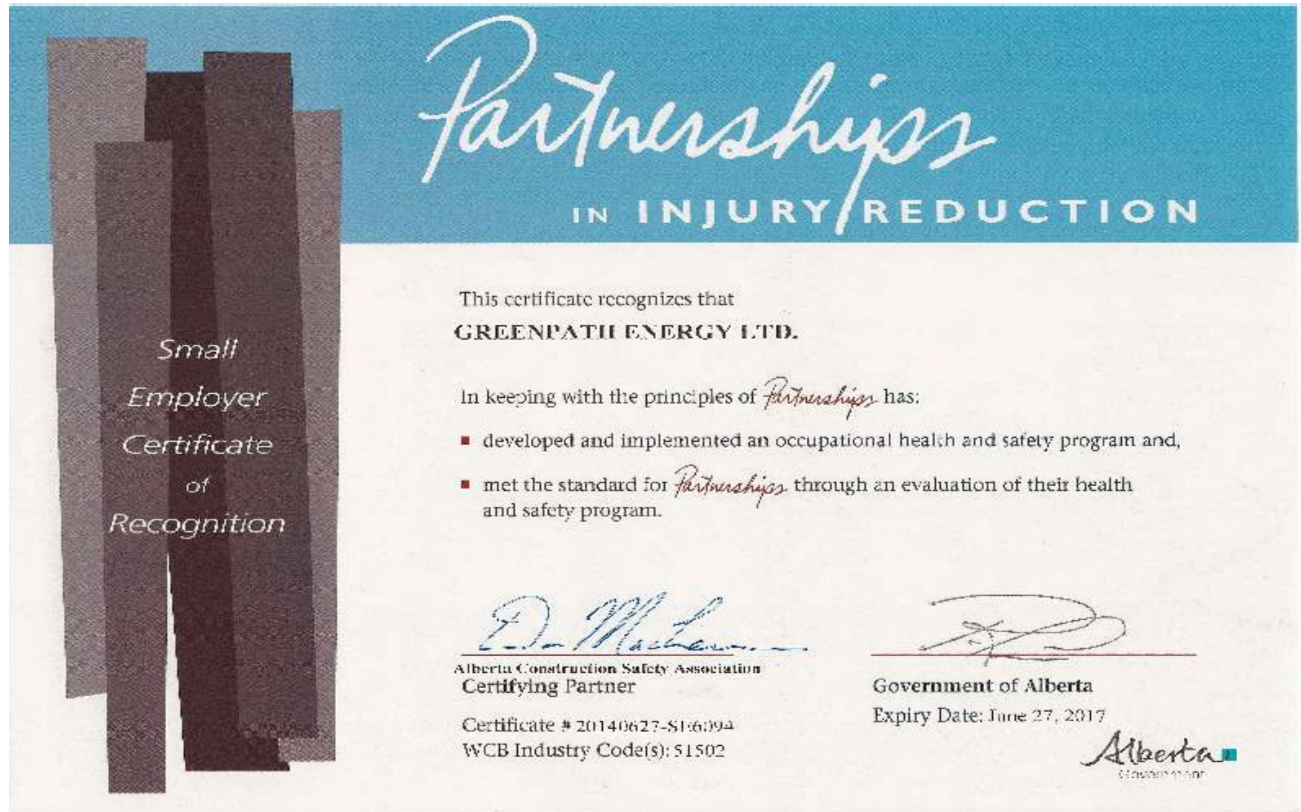 Partnerships
IN INJURY REDUCTION
Small
Employer
Certificate
of
Recognition
This certificate recognizes that
GREENPATH ENERGY LTD.
In keeping with the principles of Partnerships has:
▪ developed and implemented an occupational health and safety program and,
▪ met the standard for Partnerships through an evaluation of their health
and safety program.
Alberta Construction Safety Association
Certifying Partner
Certificate # 20140627-SE6094
WCB Industry Code(s): 51502
Government of Alberta
Expiry Date: June 27, 2017
Alberta
Government